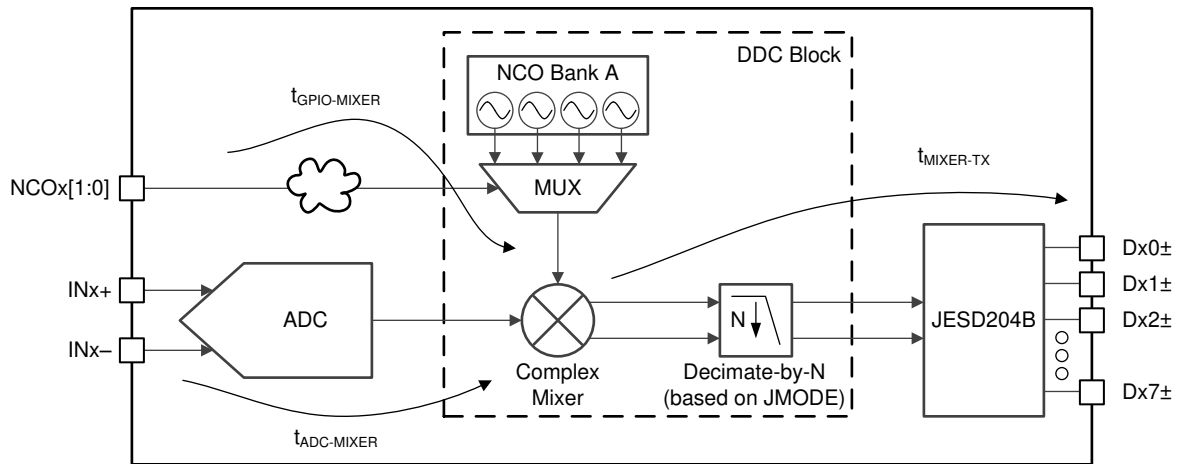 DDC Block
NCO Bank A
tGPIO-MIXER
tMIXER-TX
NCOx[1:0]
MUX
Dx0±
INx+
Dx1±
ADC
N
JESD204B
Dx2±
INx–
Complex
Mixer
Decimate-by-N
(based on JMODE)
Dx7±
tADC-MIXER